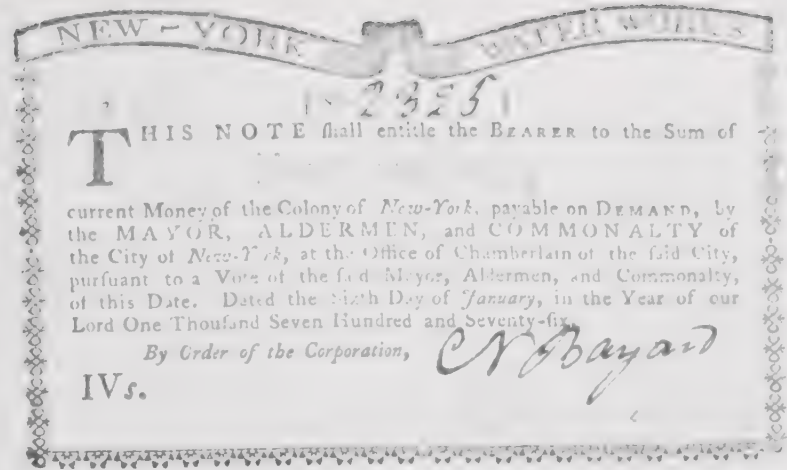 NEW-YORK WATER WORKS
No 2325
THIS NOTE ſhall entitle the BEARER to the Sum of
current Money of the Colony of New-York, payable on DEMAND, by
the MAYOR, ALDERMEN, and COMMONALTY of
the City of New-York, at the Office of Chamberlain of the ſaid City,
purſuant to a Vote of the ſaid Mayor, Aldermen, and Commonalty,
of this Date. Dated the Sixth Day of January, in the Year of our
Lord One Thouſand Seven Hundred and Seventy-ſix.
By Order of the Corporation,
N Bayard
IVs.